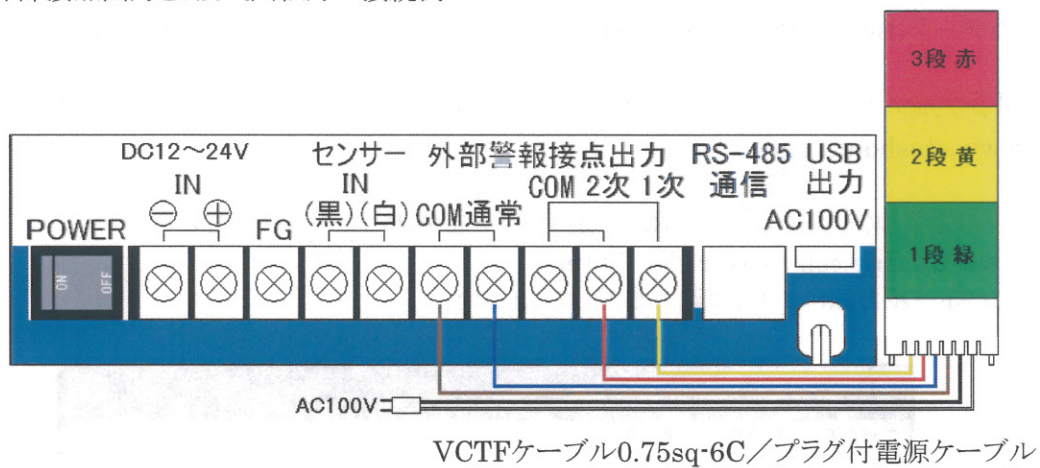 DC12～24V
IN
⊖ ⊕
POWER
ON
OFF
FG
センサー
IN
(黒)(白)
外部警報接点出力
COM 2次 1次
COM通常
RS-485
通信
USB
出力
AC100V
3段 赤
2段 黄
1段 緑
AC100V
VCTFケーブル0.75sq-6C／プラグ付電源ケーブル